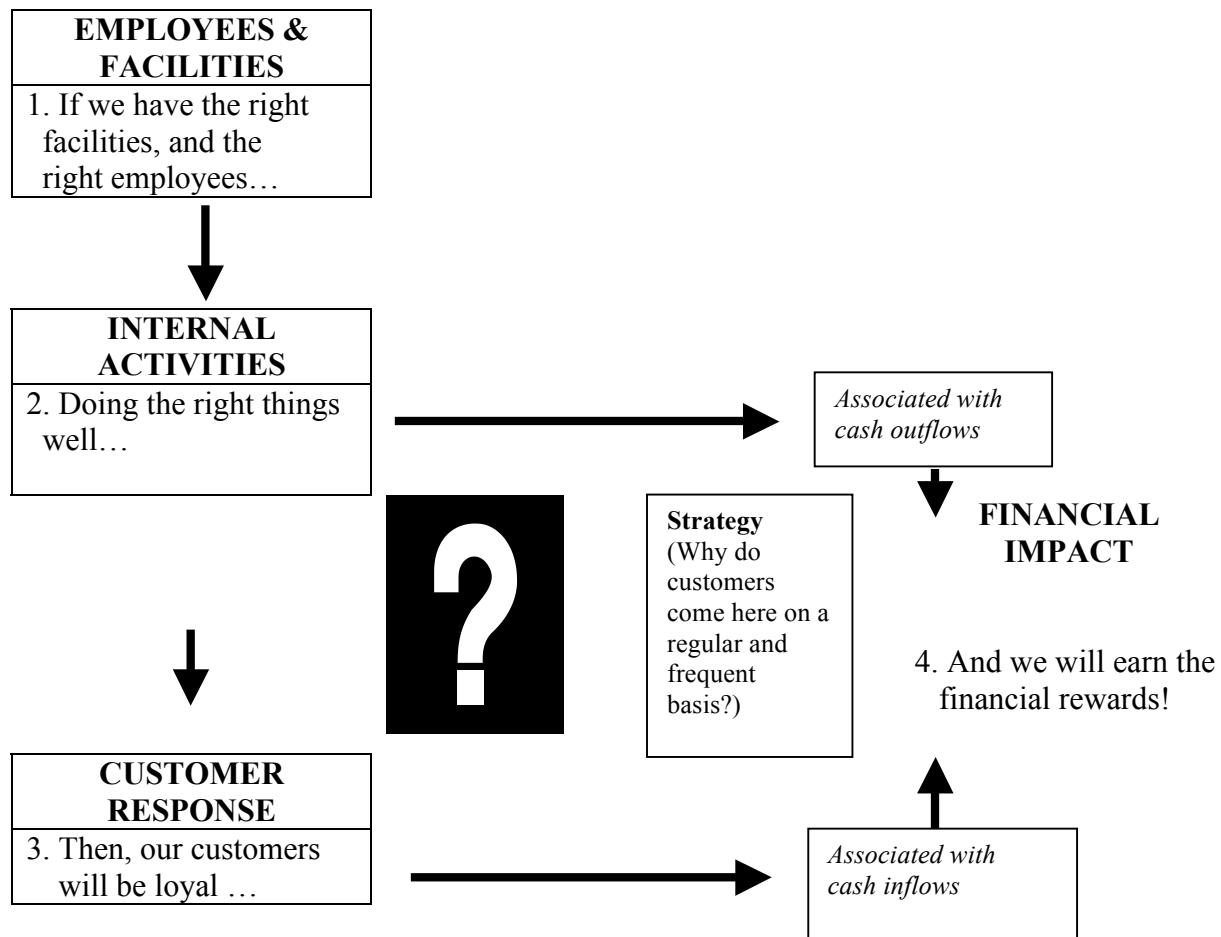 EMPLOYEES &
FACILITIES
1. If we have the right
facilities, and the
right employees…
INTERNAL
ACTIVITIES
2. Doing the right things
well…
Associated with
cash outflows
?
Strategy
(Why do
customers
come here on a
regular and
frequent
basis?)
FINANCIAL
IMPACT
4. And we will earn the
financial rewards!
CUSTOMER
RESPONSE
3. Then, our customers
will be loyal …
Associated with
cash inflows